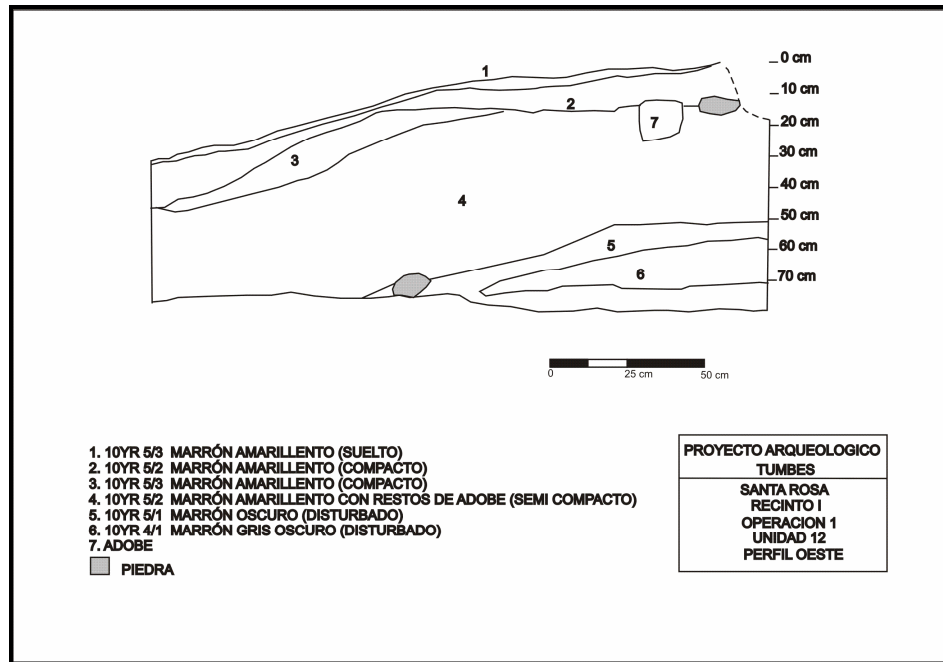 1
2
3
4
5
6
7
0 cm
10 cm
20 cm
30 cm
40 cm
50 cm
60 cm
70 cm
0 25 cm 50 cm
1. 10YR 5/3 MARRÓN AMARILLENTO (SUELTO)
2. 10YR 5/2 MARRÓN AMARILLENTO (COMPACTO)
3. 10YR 5/3 MARRÓN AMARILLENTO (COMPACTO)
4. 10YR 5/2 MARRÓN AMARILLENTO CON RESTOS DE ADOBE (SEMI COMPACTO)
5. 10YR 5/1 MARRÓN OSCURO (DISTURBADO)
6. 10YR 4/1 MARRÓN GRIS OSCURO (DISTURBADO)
7. ADOBE
PIEDRA
PROYECTO ARQUEOLOGICO
TUMBES
SANTA ROSA
RECINTO I
OPERACION 1
UNIDAD 12
PERFIL OESTE